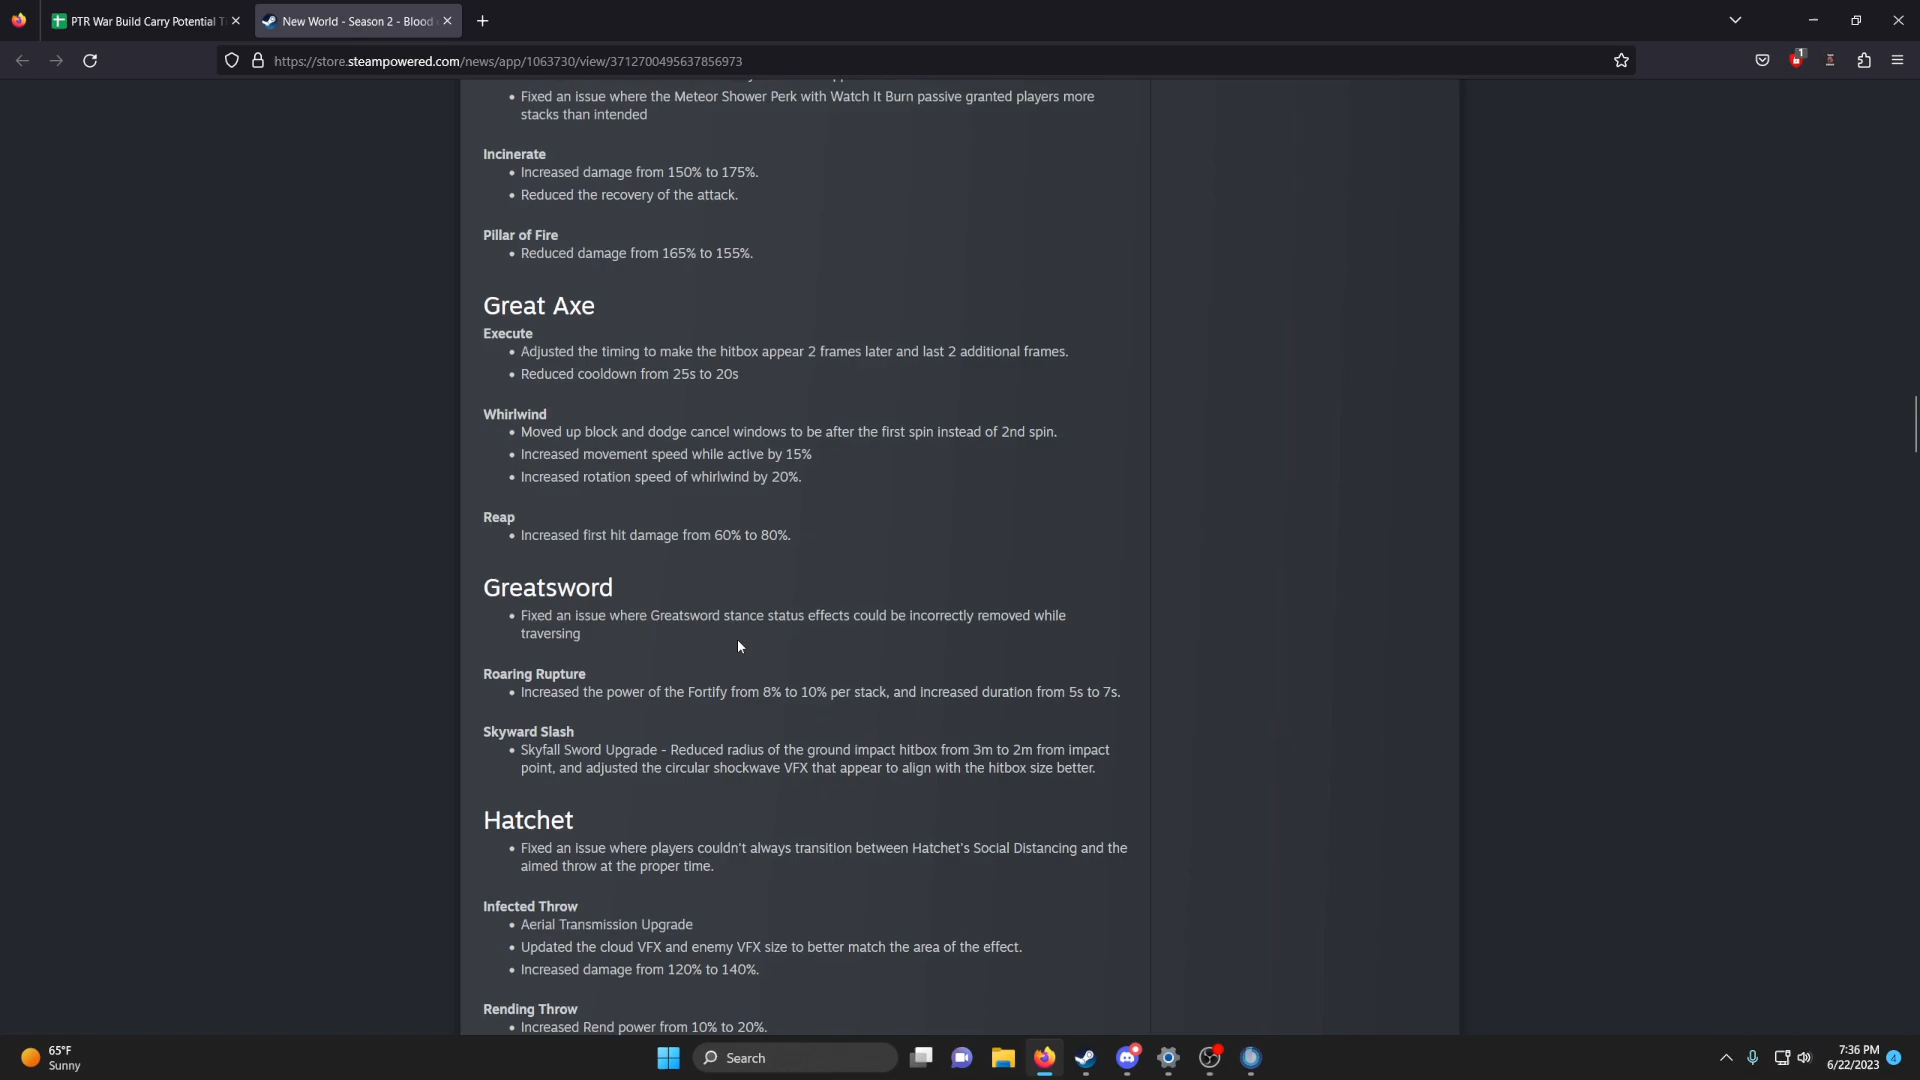 PTR War Build Carry Potential T
New World - Season 2 - Blood
https://store.steampowered.com/news/app/1063730/view/3712700495637856973
1
• Fixed an issue where the Meteor Shower Perk with Watch It Burn passive granted players more
stacks than intended
Incinerate
• Increased damage from 150% to 175%.
• Reduced the recovery of the attack.
Pillar of Fire
• Reduced damage from 165% to 155%.
Great Axe
Execute
• Adjusted the timing to make the hitbox appear 2 frames later and last 2 additional frames.
• Reduced cooldown from 25s to 20s
Whirlwind
• Moved up block and dodge cancel windows to be after the first spin instead of 2nd spin.
• Increased movement speed while active by 15%
• Increased rotation speed of whirlwind by 20%.
Reap
• Increased first hit damage from 60% to 80%.
Greatsword
• Fixed an issue where Greatsword stance status effects could be incorrectly removed while
traversing
Roaring Rupture
• Increased the power of the Fortify from 8% to 10% per stack, and increased duration from 5s to 7s.
Skyward Slash
• Skyfall Sword Upgrade - Reduced radius of the ground impact hitbox from 3m to 2m from impact
point, and adjusted the circular shockwave VFX that appear to align with the hitbox size better.
Hatchet
• Fixed an issue where players couldn't always transition between Hatchet's Social Distancing and the
aimed throw at the proper time.
Infected Throw
• Aerial Transmission Upgrade
• Updated the cloud VFX and enemy VFX size to better match the area of the effect.
• Increased damage from 120% to 140%.
Rending Throw
• Increased Rend power from 10% to 20%.
65°F
Sunny
Search
7:36 PM
6/22/2023
4